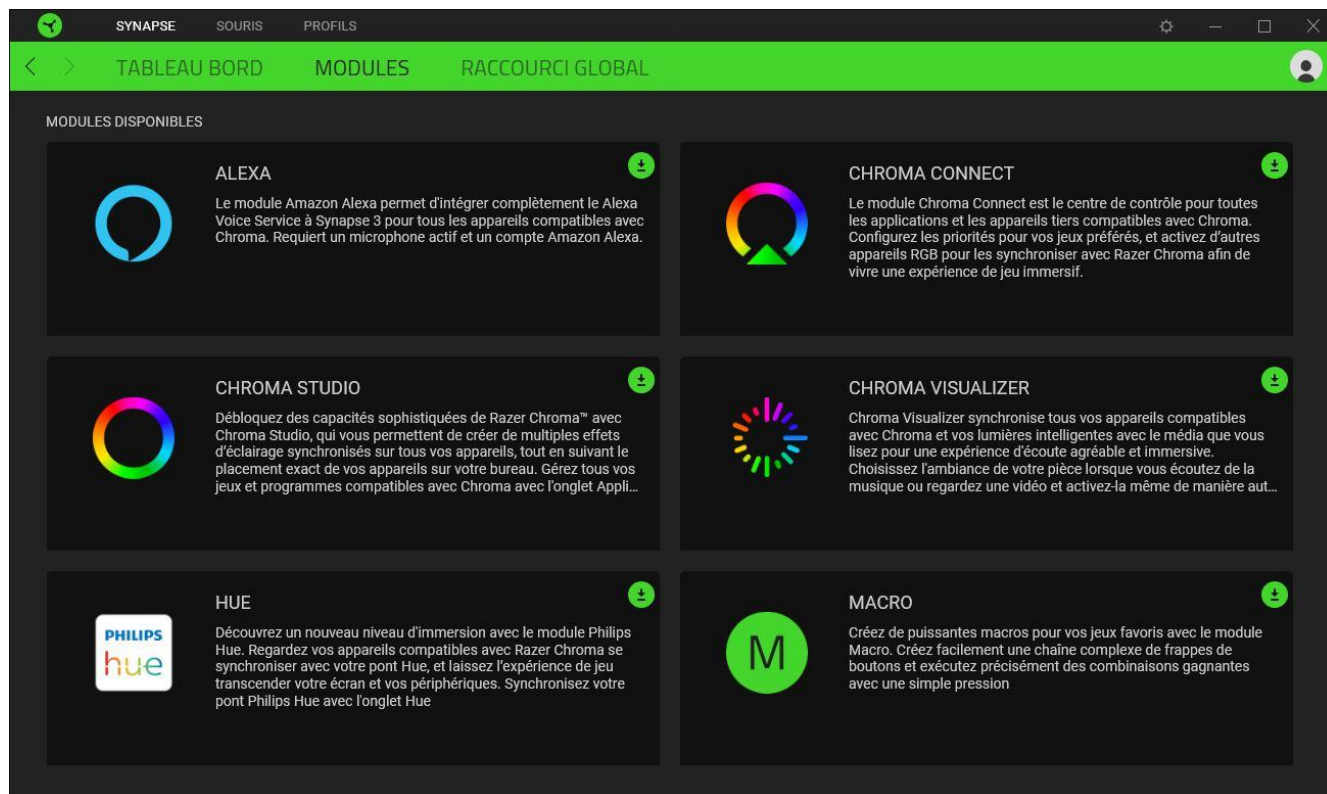 SYNAPSE SOURIS PROFILS
TABLEAU BORD MODULES RACCOURCI GLOBAL
MODULES DISPONIBLES
ALEXA
Le module Amazon Alexa permet d'intégrer complètement le Alexa
Voice Service à Synapse 3 pour tous les appareils compatibles avec
Chroma. Requiert un microphone actif et un compte Amazon Alexa.
CHROMA CONNECT
Le module Chroma Connect est le centre de contrôle pour toutes
les applications et les appareils tiers compatibles avec Chroma.
Configurez les priorités pour vos jeux préférés, et activez d'autres
appareils RGB pour les synchroniser avec Razer Chroma afin de
vivre une expérience de jeu immersif.
CHROMA STUDIO
Débloquez des capacités sophistiquées de Razer Chroma™ avec
Chroma Studio, qui vous permettent de créer de multiples effets
d'éclairage synchronisés sur tous vos appareils, tout en suivant le
placement exact de vos appareils sur votre bureau. Gérez tous vos
jeux et programmes compatibles avec Chroma avec l'onglet Appli...
CHROMA VISUALIZER
Chroma Visualizer synchronise tous vos appareils compatibles
avec Chroma et vos lumières intelligentes avec le média que vous
lisez pour une expérience d'écoute agréable et immersive.
Choisissez l'ambiance de votre pièce lorsque vous écoutez de la
musique ou regardez une vidéo et activez-la même de manière aut...
PHILIPS
hue
HUE
Découvrez un nouveau niveau d'immersion avec le module Philips
Hue. Regardez vos appareils compatibles avec Razer Chroma se
synchroniser avec votre pont Hue, et laissez l'expérience de jeu
transcender votre écran et vos périphériques. Synchronisez votre
pont Philips Hue avec l'onglet Hue
M
MACRO
Créez de puissantes macros pour vos jeux favoris avec le module
Macro. Créez facilement une chaîne complexe de frappes de
boutons et exécutez précisément des combinaisons gagnantes
avec une simple pression